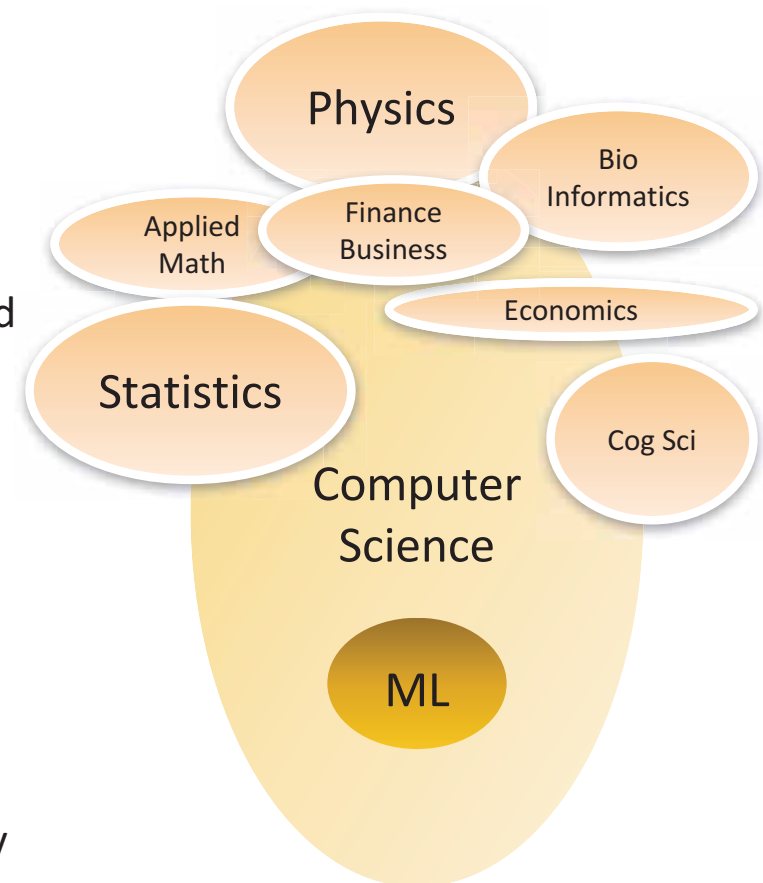 Physics
Bio
Informatics
Applied
Math
Finance
Business
Economics
d
Statistics
Cog Sci
Computer
Science
ML
y